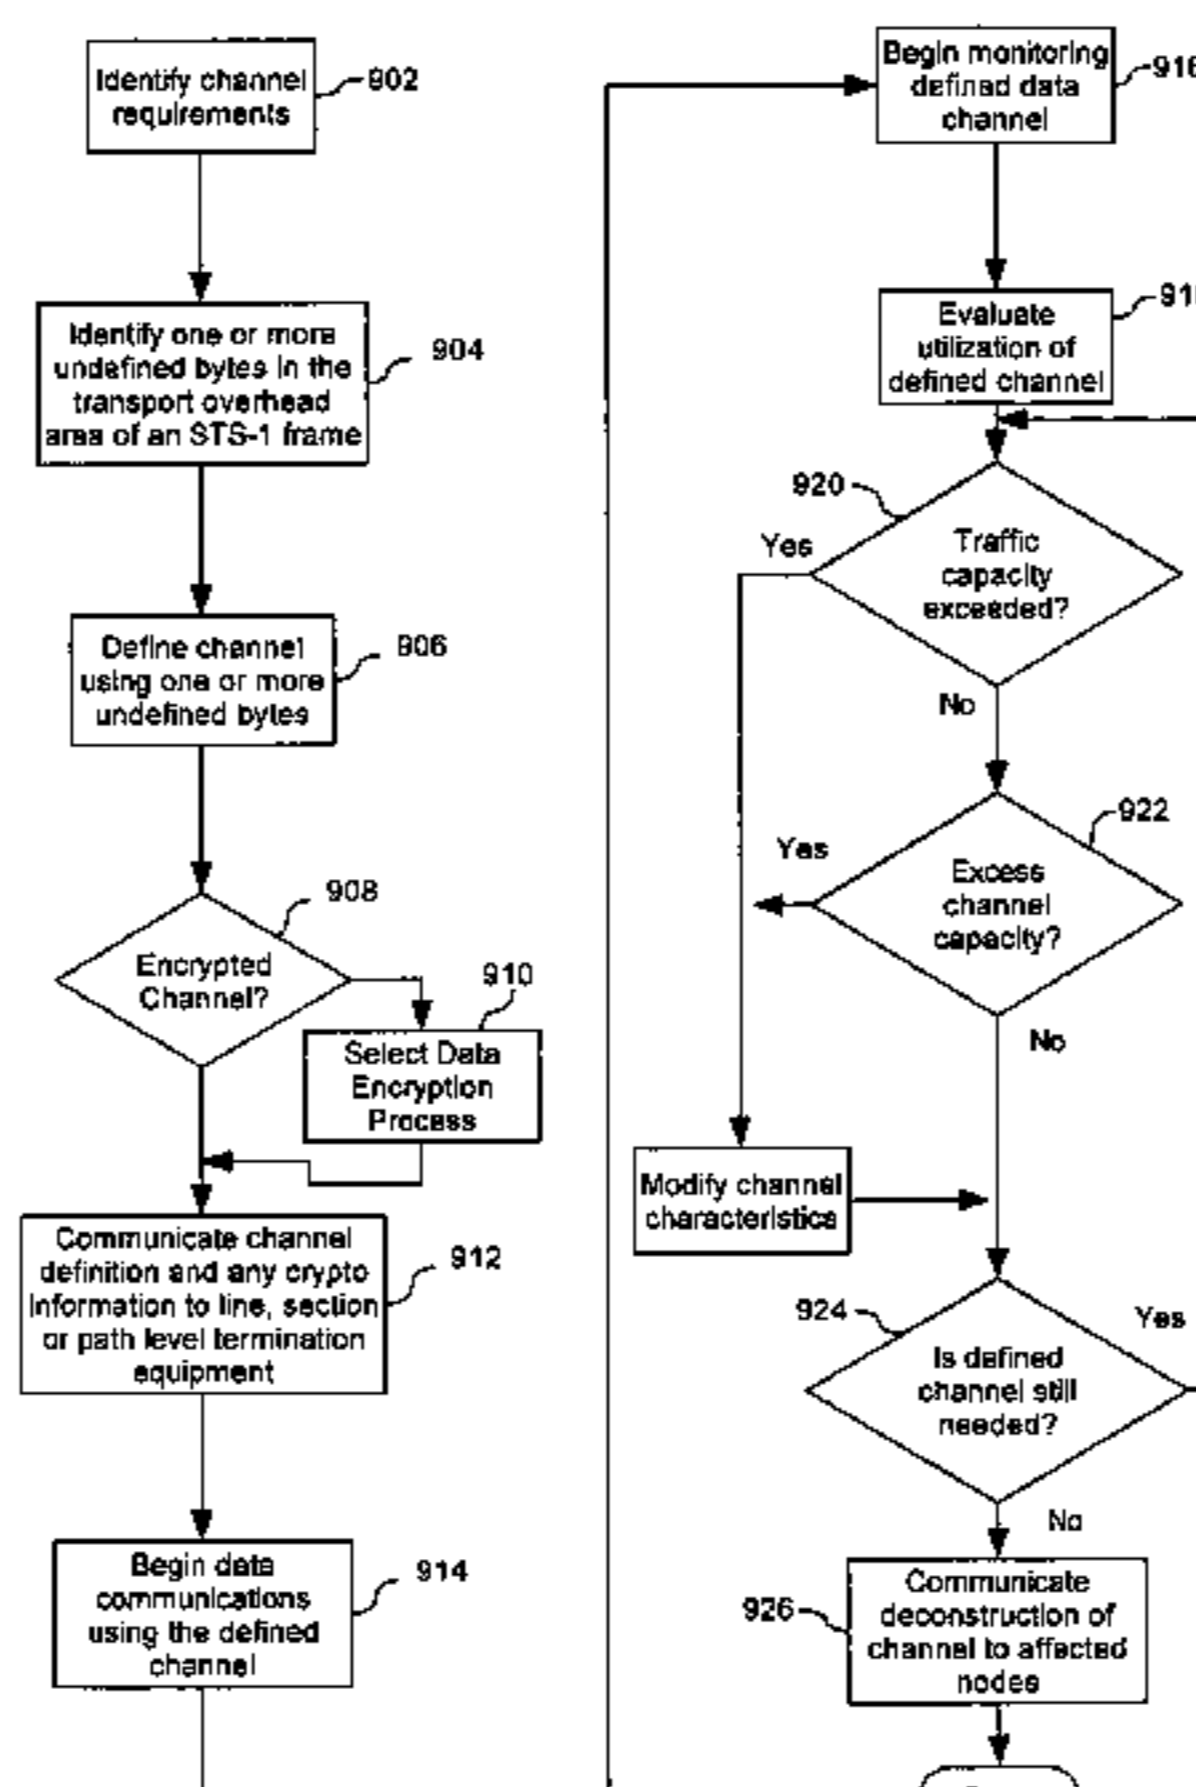 Identify channel
requirements
902
Identify one or more
undefined bytes in the
transport overhead
area of an STS-1 frame
904
Define channel
using one or more
undefined bytes
906
Encrypted
Channel?
908
910
Select Data
Encryption
Process
Communicate channel
definition and any crypto
information to line, section
or path level termination
equipment
912
Begin data
communications
using the defined
channel
914
Begin monitoring
defined data
channel
916
Evaluate
utilization of
defined channel
920
Yes
Traffic
capacity
exceeded?
No
922
Yes
Excess
channel
capacity?
No
Modify channel
characteristics
924
Yes
Is defined
channel still
needed?
No
926
Communicate
deconstruction of
channel to affected
nodes